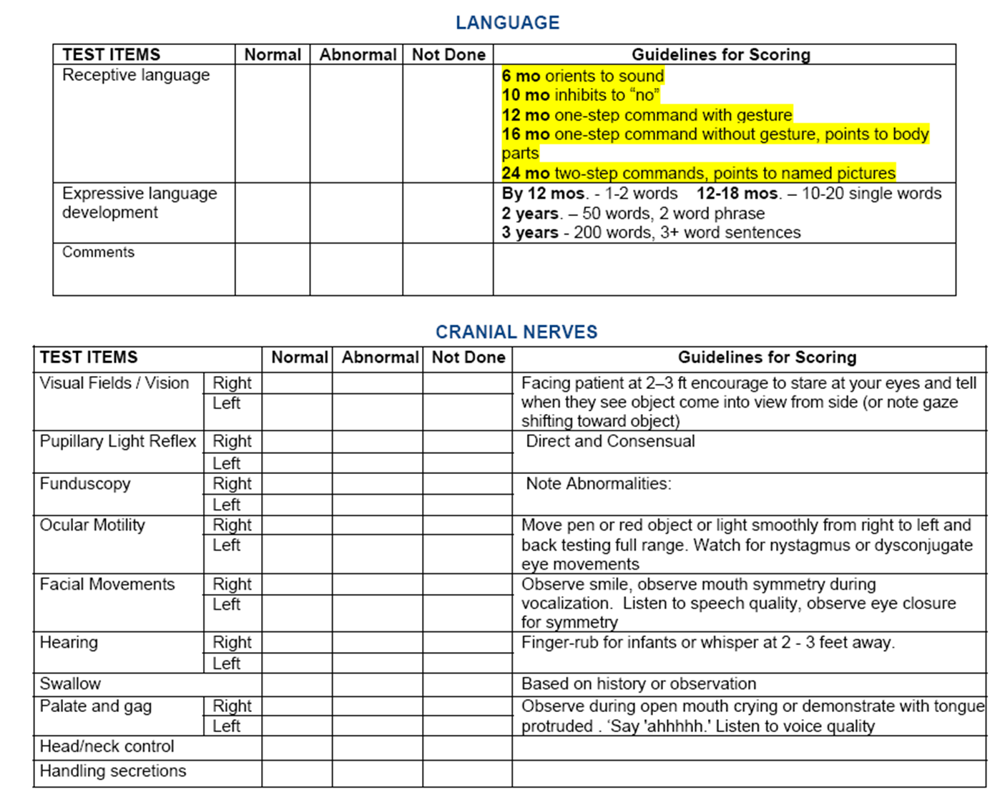 LANGUAGE
TEST ITEMS Normal Abnormal Not Done Guidelines for Scoring
Receptive language 6 mo orients to sound
10 mo inhibits to “no”
12 mo one-step command with gesture
16 mo one-step command without gesture, points to body
parts
24 mo two-step commands, points to named pictures
Expressive language By 12 mos. - 1-2 words 12-18 mos. – 10-20 single words
development 2 years. – 50 words, 2 word phrase
3 years - 200 words, 3+ word sentences
Comments
CRANIAL NERVES
TEST ITEMS Normal Abnormal Not Done Guidelines for Scoring
Visual Fields / Vision Right Facing patient at 2–3 ft encourage to stare at your eyes and tell
Left when they see object come into view from side (or note gaze
shifting toward object)
Pupillary Light Reflex Right Direct and Consensual
Left
Funduscopy Right Note Abnormalities:
Left
Ocular Motility Right Move pen or red object or light smoothly from right to left and
Left back testing full range. Watch for nystagmus or dysconjugate
eye movements
Facial Movements Right Observe smile, observe mouth symmetry during
Left vocalization. Listen to speech quality, observe eye closure
for symmetry
Hearing Right Finger-rub for infants or whisper at 2 - 3 feet away.
Left
Swallow Based on history or observation
Palate and gag Right Observe during open mouth crying or demonstrate with tongue
Left protruded . ‘Say 'ahhhhh.' Listen to voice quality
Head/neck control
Handling secretions